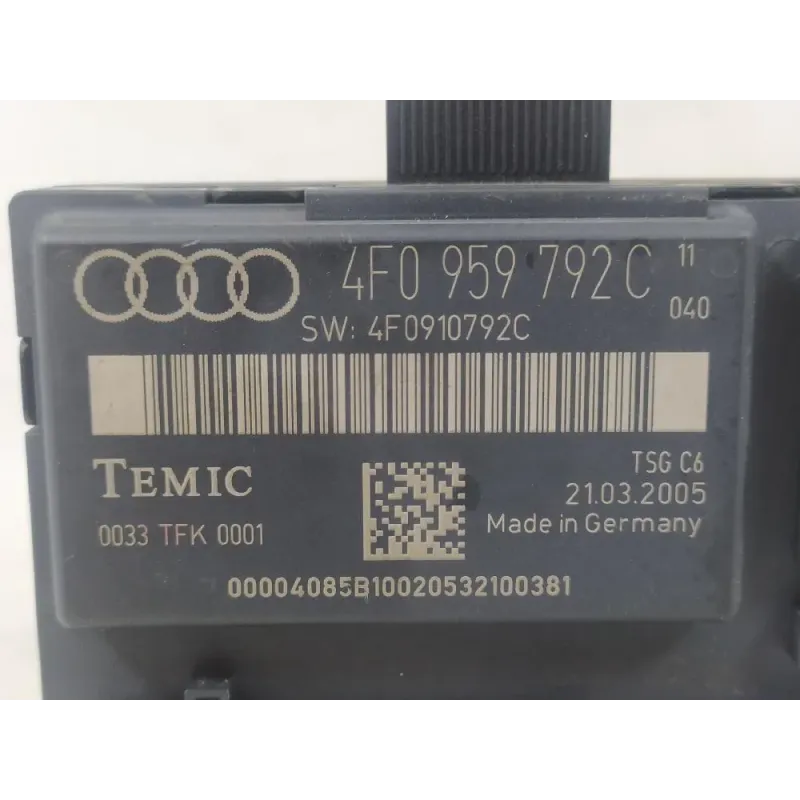 4F0 959 792C 11
040
SW: 4F0910792C
TEMIC
TSG C6
21.03.2005
0033 TFK 0001
Made in Germany
00004085B10020532100381